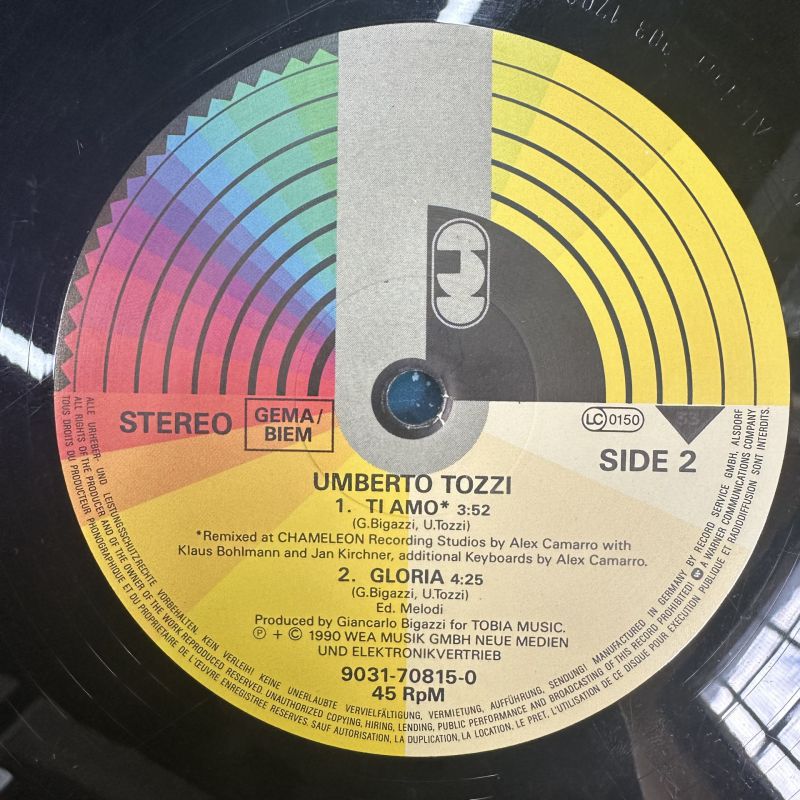 STEREO
GEMA/
BIEM
LC 0150
33
SIDE 2
UMBERTO TOZZI
1. TI AMO* 3:52
(G.Bigazzi, U.Tozzi)
*Remixed at CHAMELEON Recording Studios by Alex Camarro with
Klaus Bohlmann and Jan Kirchner, additional Keyboards by Alex Camarro.
2. GLORIA 4:25
(G.Bigazzi, U.Tozzi)
Ed. Melodi
Produced by Giancarlo Bigazzi for TOBIA MUSIC.
℗ + © 1990 WEA MUSIK GMBH NEUE MEDIEN
UND ELEKTRONIKVERTRIEB
9031-70815-0
45 RpM
ALLE URHEBER- UND LEISTUNGSSCHUTZRECHTE VORBEHALTEN. KEIN VERLEIH! KEINE UNERLAUBTE VERVIELFÄLTIGUNG, VERMIETUNG, AUFFÜHRUNG, SENDUNG! MANUFACTURED IN GERMANY BY RECORD SERVICE GMBH, ALSDORF
ALL RIGHTS OF THE PRODUCER AND OF THE OWNER OF THE WORK REPRODUCED RESERVED. UNAUTHORIZED COPYING, HIRING, LENDING, PUBLIC PERFORMANCE AND BROADCASTING OF THIS RECORD PROHIBITED! A WARNER COMMUNICATIONS COMPANY
TOUS DROITS DU PRODUCTEUR PHONOGRAPHIQUE ET DU PROPRIETAIRE DE L'ŒUVRE ENREGISTREE RESERVES. SAUF AUTORISATION, LA DUPLICATION, LA LOCATION, LE PRET, L'UTILISATION DE CE DISQUE POUR EXECUTION PUBLIQUE ET RADIODIFFUSION SONT INTERDITS.